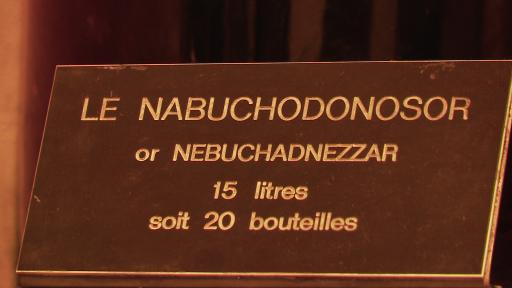 LE NABUCHODONOSOR
or NEBUCHADNEZZAR
15 litres
soit 20 bouteilles